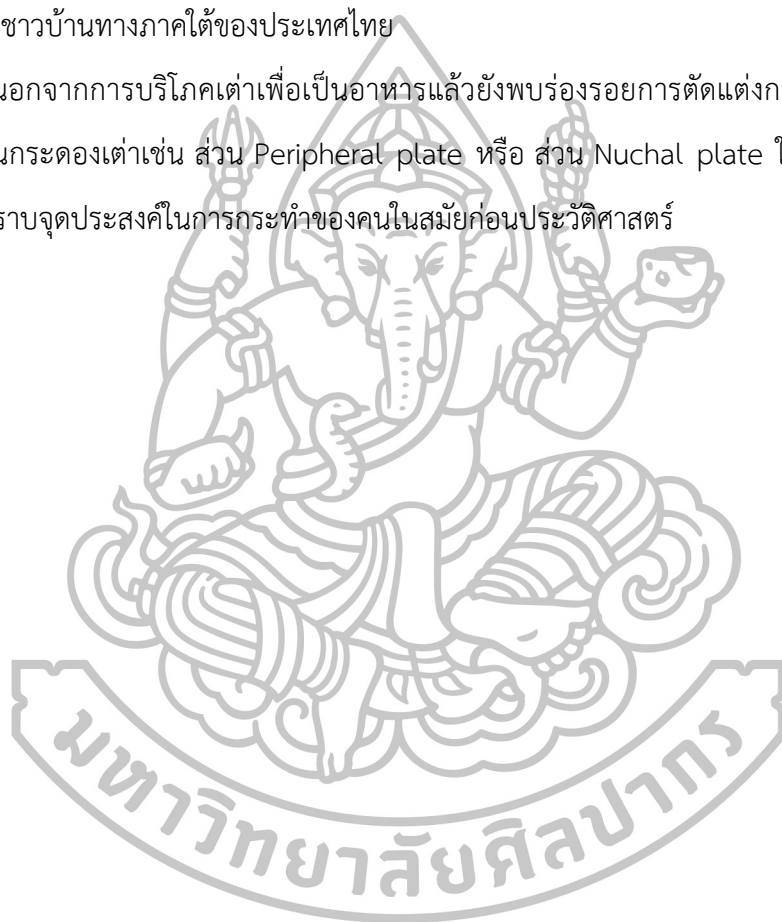 ชาวบ้านทางภาคใต้ของประเทศไทย
นอกจากการบริโภคเต่าเพื่อเป็นอาหารแล้วยังพบร่องรอยการตัดแต่งก
นกระดองเต่าเช่น ส่วน Peripheral plate หรือ ส่วน Nuchal plate ใ
ราบจุดประสงค์ในการกระทำของคนในสมัยก่อนประวัติศาสตร์
มหาวิทยาลัยศิลปากร